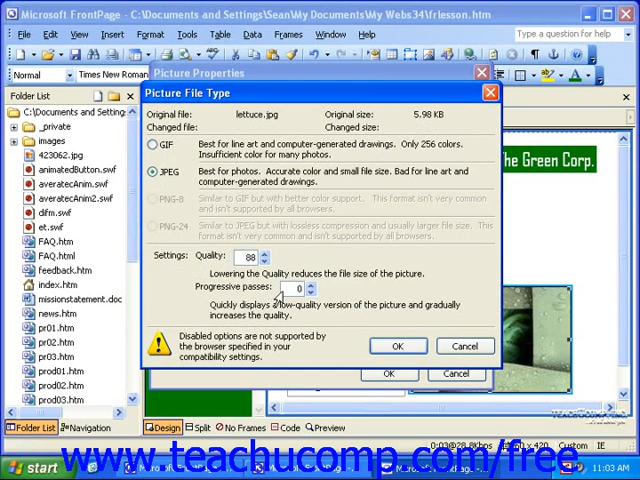 Microsoft FrontPage - C:\Documents and Settings\Sean\My Documents\My Webs34\frlesson.htm
File Edit View Insert Format Tools Table Data Frames Window Help
Type a question for help
Normal Times New Roman
Folder List
C:\Documents and Settings
_private
images
423062.jpg
animatedButton.swf
averatecAnim.swf
averatecAnim2.swf
difm.swf
et.swf
FAQ.htm
FAQ.html
feedback.htm
index.htm
missionstatement.doc
news.htm
pr01.htm
pr02.htm
pr03.htm
prod01.htm
prod02.htm
prod03.htm
Folder List Navigation
Picture Properties
Picture File Type
Original file: lettuce.jpg Original size: 5.98 KB
Changed file: Changed size:
GIF Best for line art and computer-generated drawings. Only 256 colors.
Insufficient color for many photos.
JPEG Best for photos. Accurate color and small file size. Bad for line art and
computer-generated drawings.
PNG-8 Similar to GIF but with better color support. This format isn't very common
and isn't supported by all browsers.
PNG-24 Similar to JPEG but with lossless compression and usually larger file size. This
format isn't very common and isn't supported by all browsers.
Settings: Quality: 88
Lowering the Quality reduces the file size of the picture.
Progressive passes: 0
Quickly displays a low-quality version of the picture and gradually
increases the quality.
Disabled options are not supported by
the browser specified in your
compatibility settings.
OK Cancel
OK Cancel
The Green Corp.
Design Split No Frames Code Preview
0:03@28.8Kbps Custom IE
www.teachucomp.com/free
start 11:03 AM